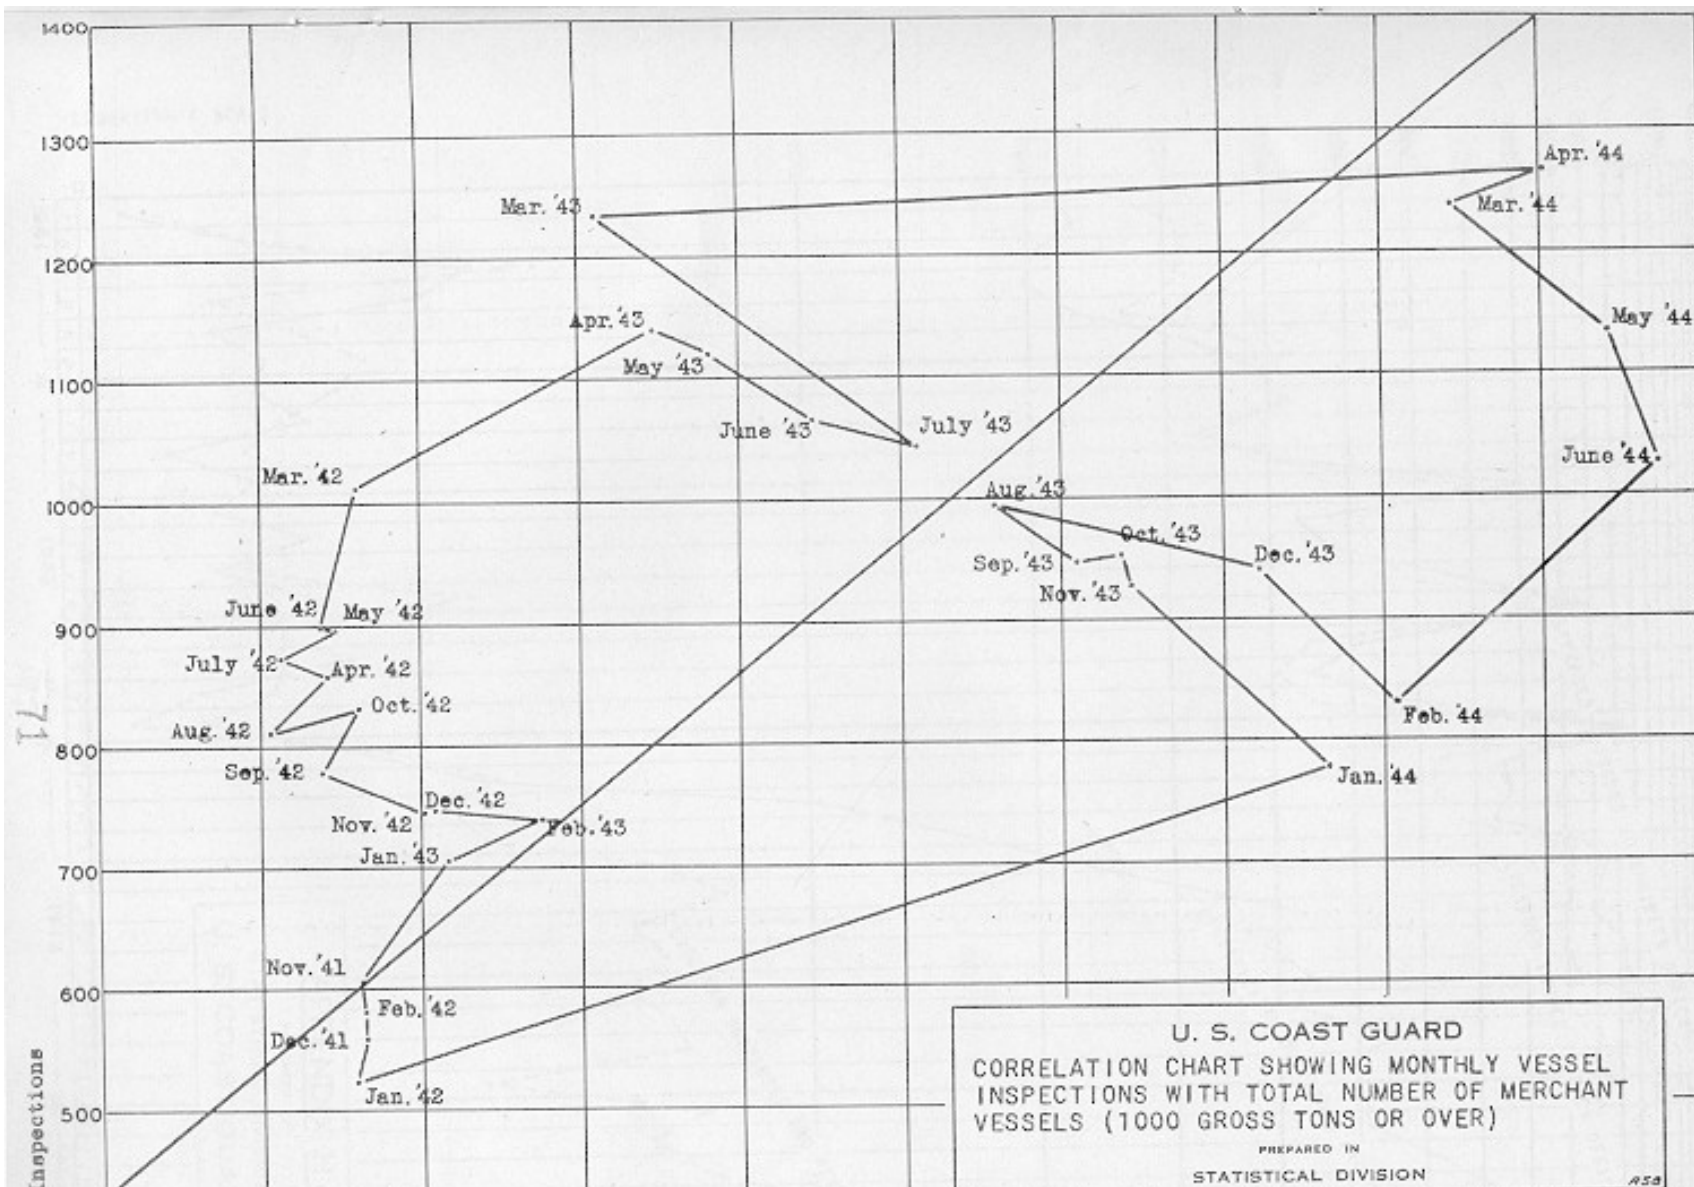 1400
1300
Apr. '44
Mar. '43
Mar. '44
1200
Apr. '43
May '44
May '43
1100
June '43
July '43
June '44
Mar. '42
Aug. '43
1000
Oct. '43
Sep. '43
Dec. '43
Nov. '43
June '42
May '42
900
July '42
Apr. '42
Oct. '42
Feb. '44
71
Aug. '42
800
Sep. '42
Jan. '44
Dec. '42
Nov. '42
Feb. '43
Jan. '43
700
Nov. '41
600
Feb. '42
Dec. '41
Jan. '42
500
Inspections
U. S. COAST GUARD
CORRELATION CHART SHOWING MONTHLY VESSEL
INSPECTIONS WITH TOTAL NUMBER OF MERCHANT
VESSELS (1000 GROSS TONS OR OVER)
PREPARED IN
STATISTICAL DIVISION